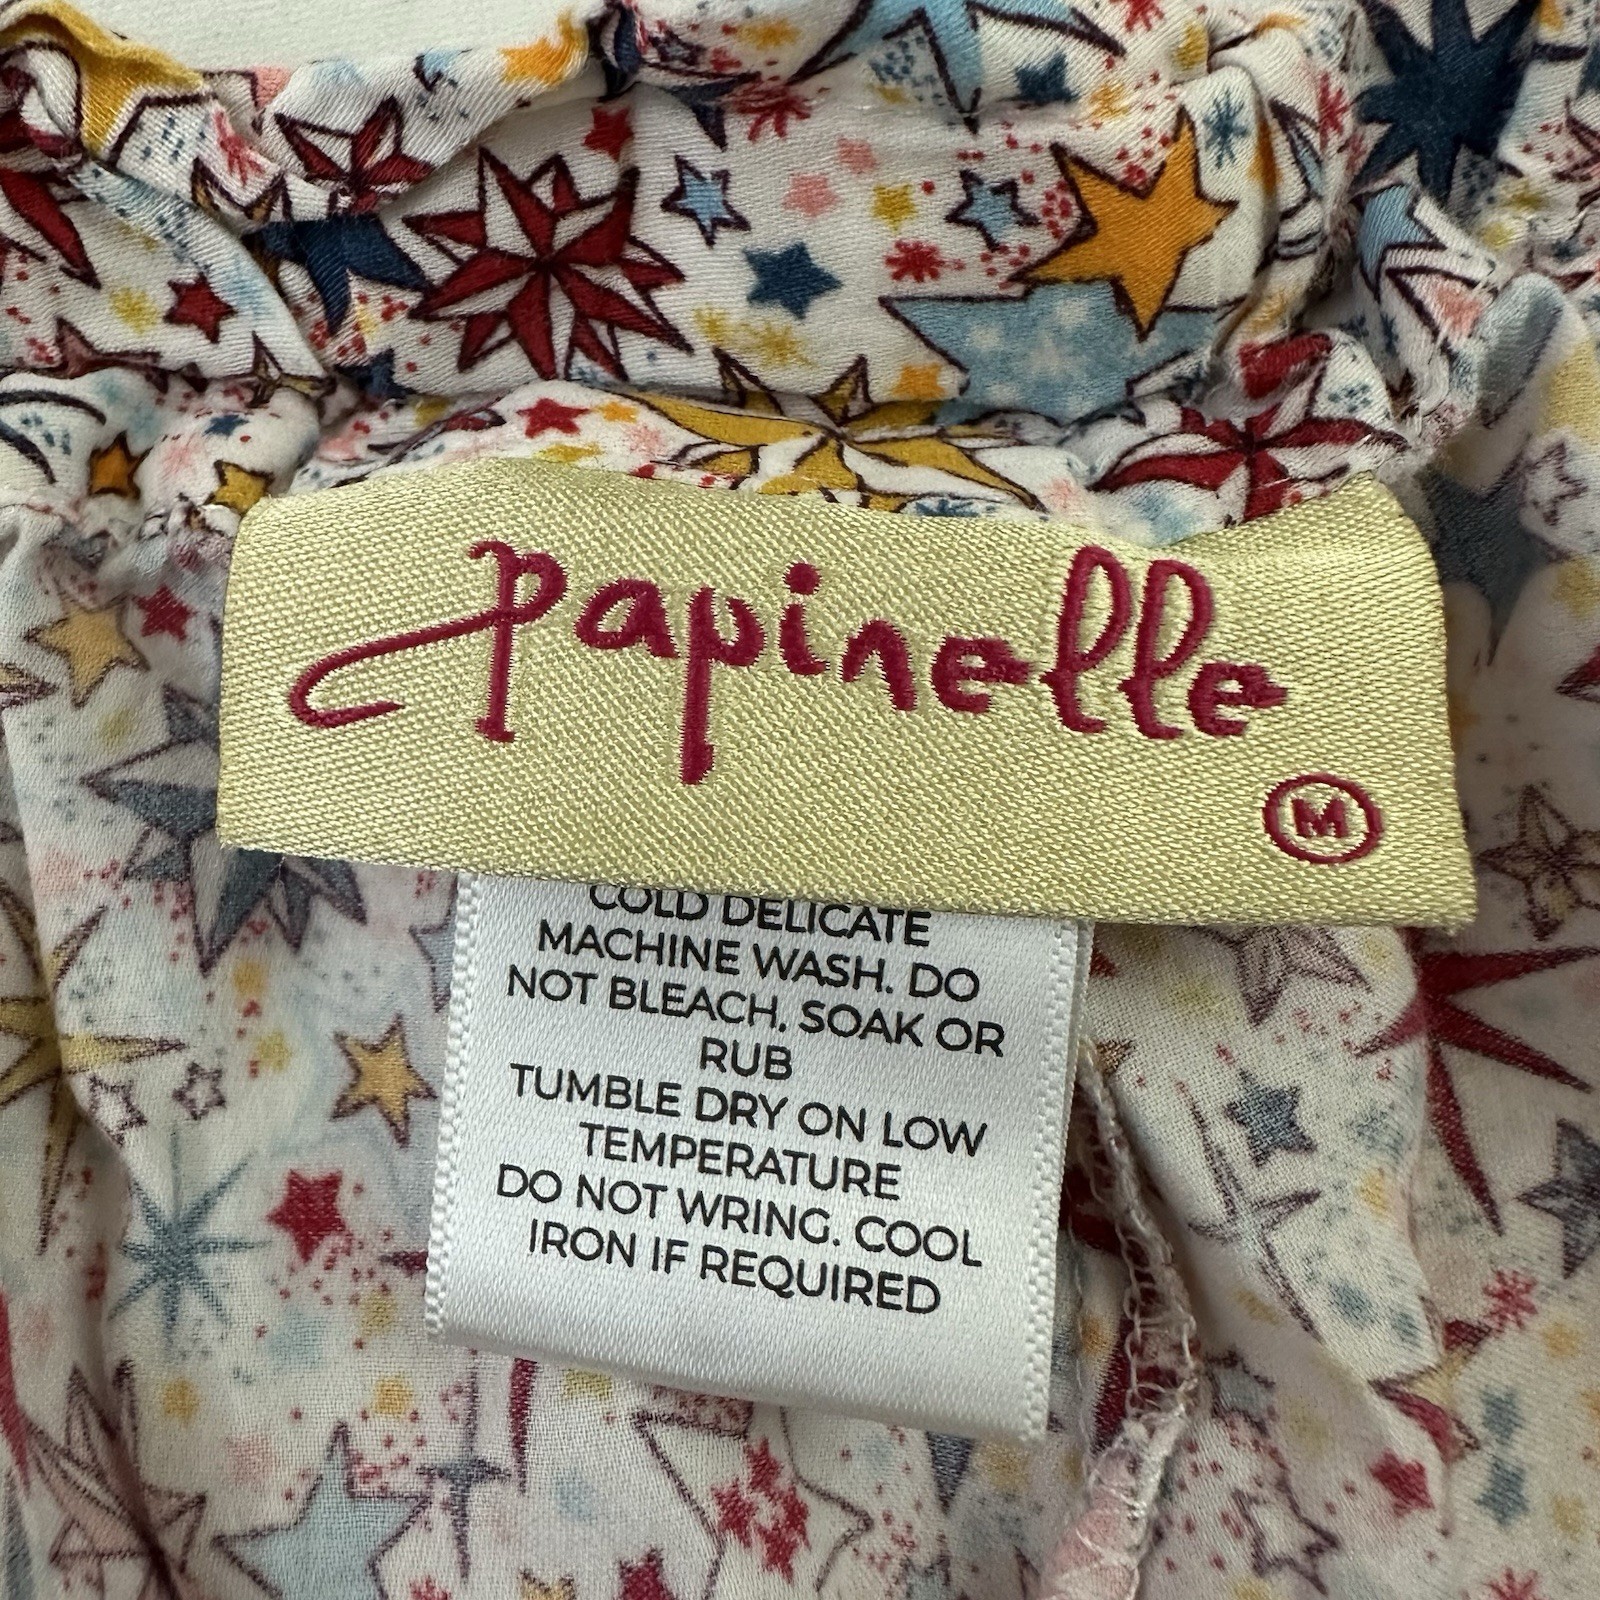 papinelle
M
COLD DELICATE
MACHINE WASH. DO
NOT BLEACH, SOAK OR
RUB
TUMBLE DRY ON LOW
TEMPERATURE
DO NOT WRING. COOL
IRON IF REQUIRED